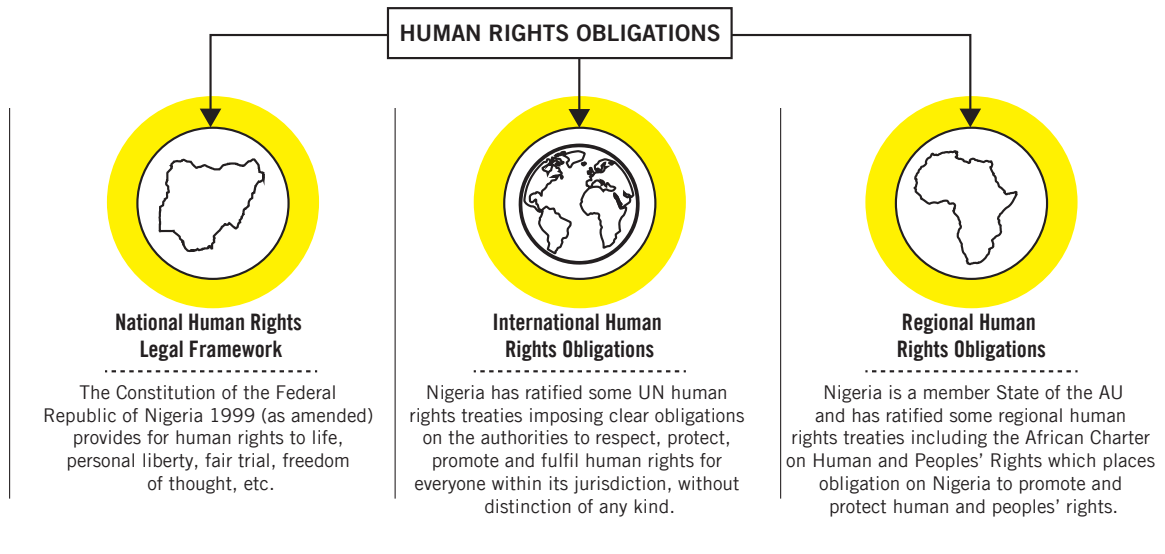 HUMAN RIGHTS OBLIGATIONS
National Human Rights
Legal Framework
The Constitution of the Federal
Republic of Nigeria 1999 (as amended)
provides for human rights to life,
personal liberty, fair trial, freedom
of thought, etc.
International Human
Rights Obligations
Nigeria has ratified some UN human
rights treaties imposing clear obligations
on the authorities to respect, protect,
promote and fulfil human rights for
everyone within its jurisdiction, without
distinction of any kind.
Regional Human
Rights Obligations
Nigeria is a member State of the AU
and has ratified some regional human
rights treaties including the African Charter
on Human and Peoples’ Rights which places
obligation on Nigeria to promote and
protect human and peoples’ rights.